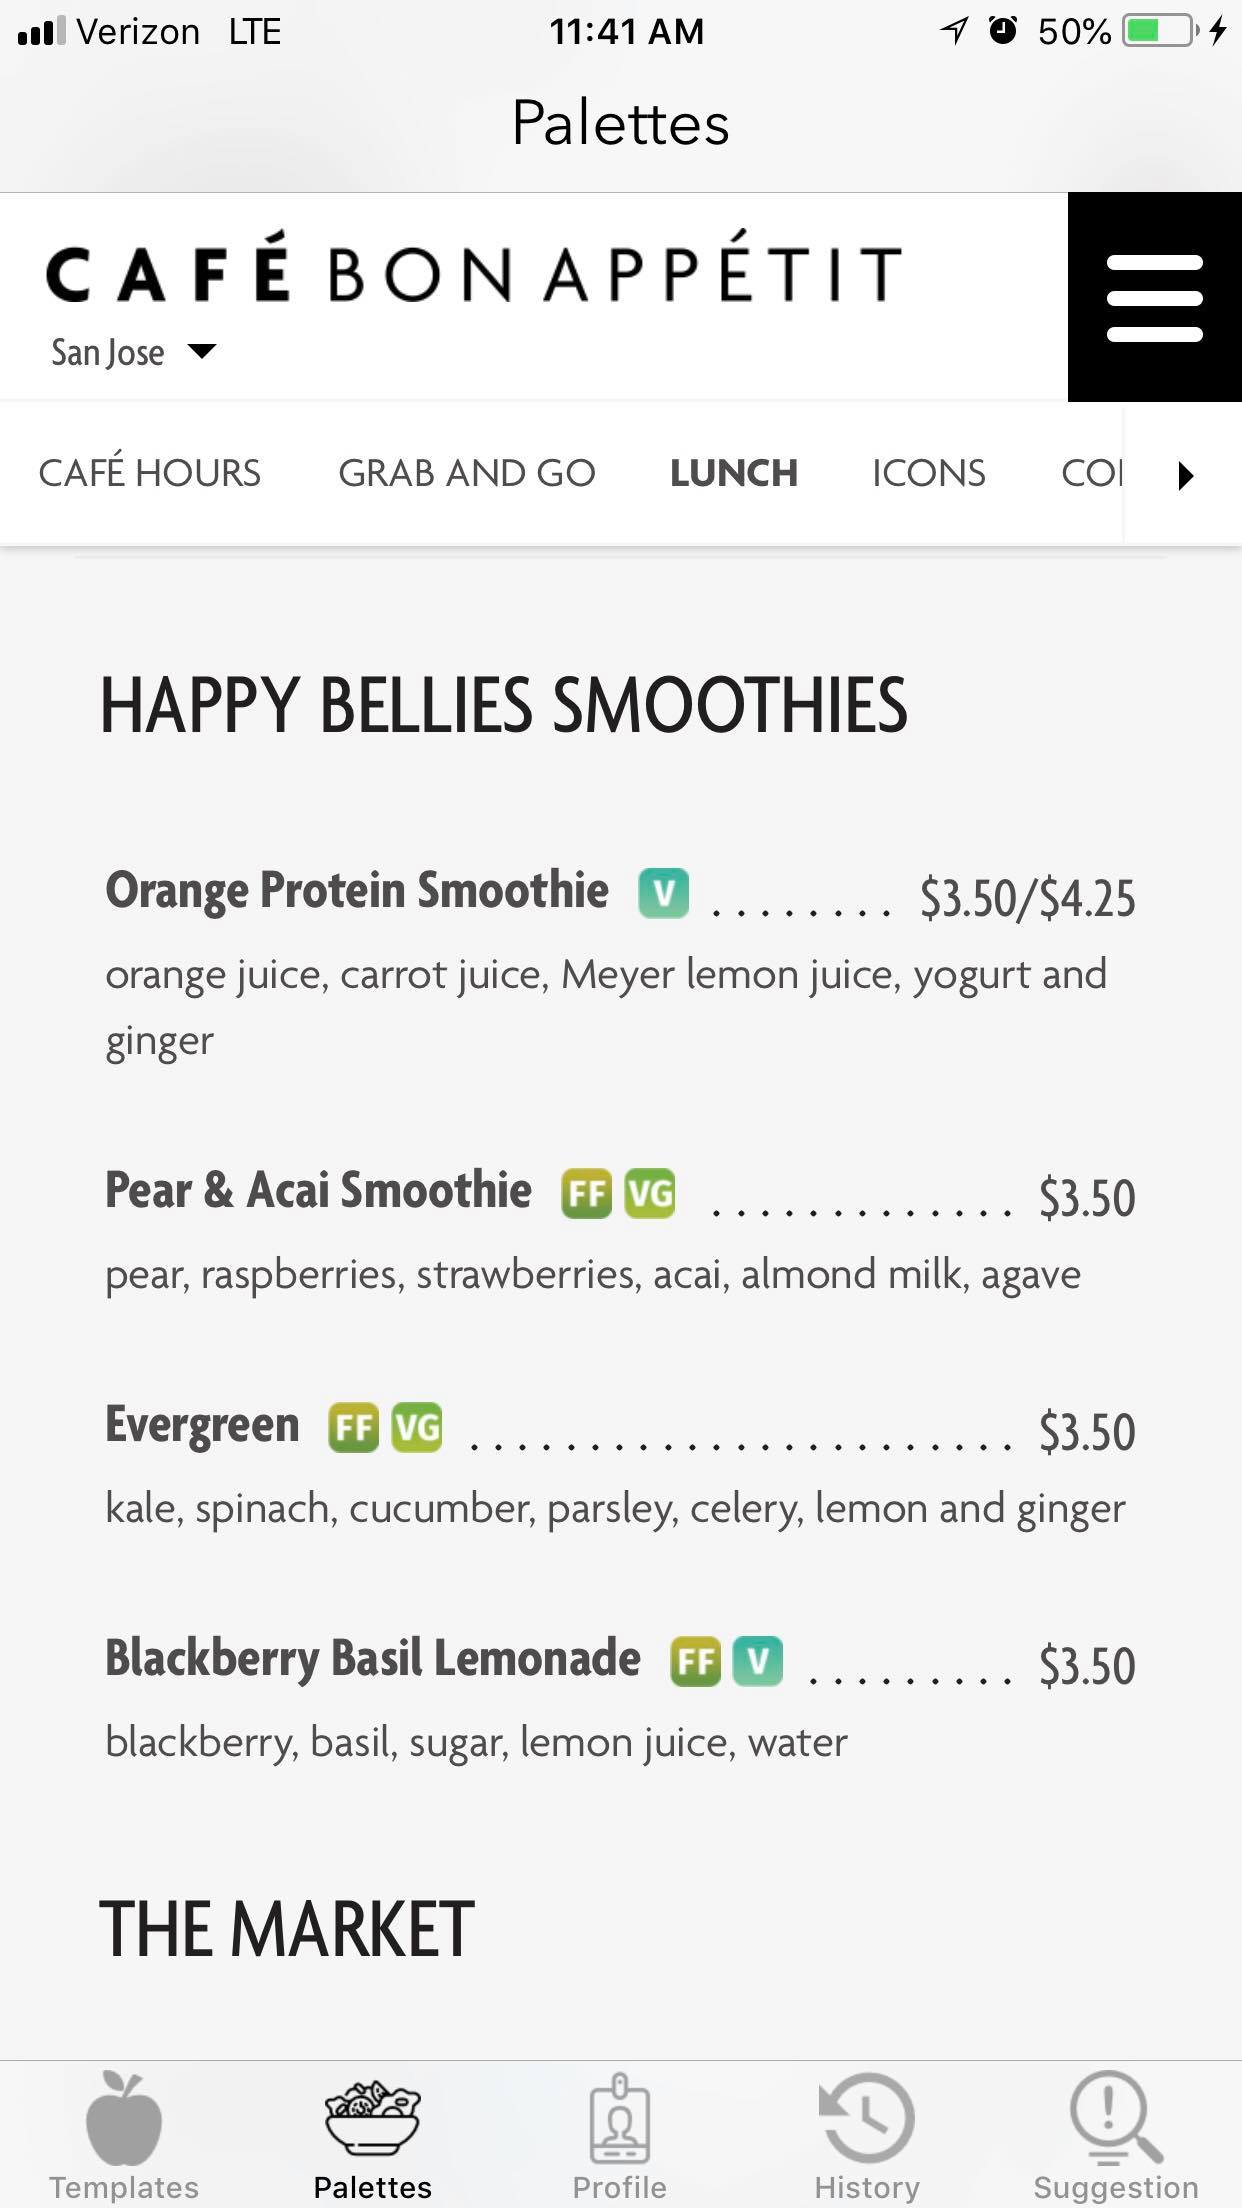 Verizon LTE 11:41 AM 50%
Palettes
CAFÉ BON APPÉTIT
San Jose
CAFÉ HOURS GRAB AND GO LUNCH ICONS
HAPPY BELLIES SMOOTHIES
Orange Protein Smoothie V ........ $3.50/$4.25
orange juice, carrot juice, Meyer lemon juice, yogurt and
ginger
Pear & Acai Smoothie FF VG ............. $3.50
pear, raspberries, strawberries, acai, almond milk, agave
Evergreen FF VG ....................... $3.50
kale, spinach, cucumber, parsley, celery, lemon and ginger
Blackberry Basil Lemonade FF V ......... $3.50
blackberry, basil, sugar, lemon juice, water
THE MARKET
Templates Palettes Profile History Suggestion